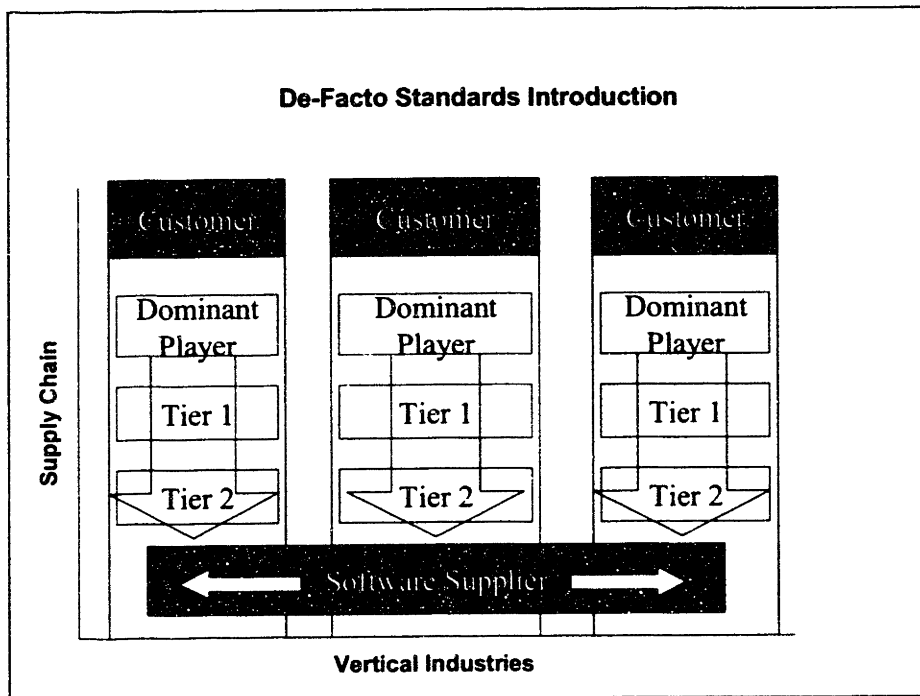 De-Facto Standards Introduction
Customer
Customer
Customer
Dominant
Player
Dominant
Player
Dominant
Player
Tier 1
Tier 1
Tier 1
Tier 2
Tier 2
Tier 2
Software Supplier
Supply Chain
Vertical Industries